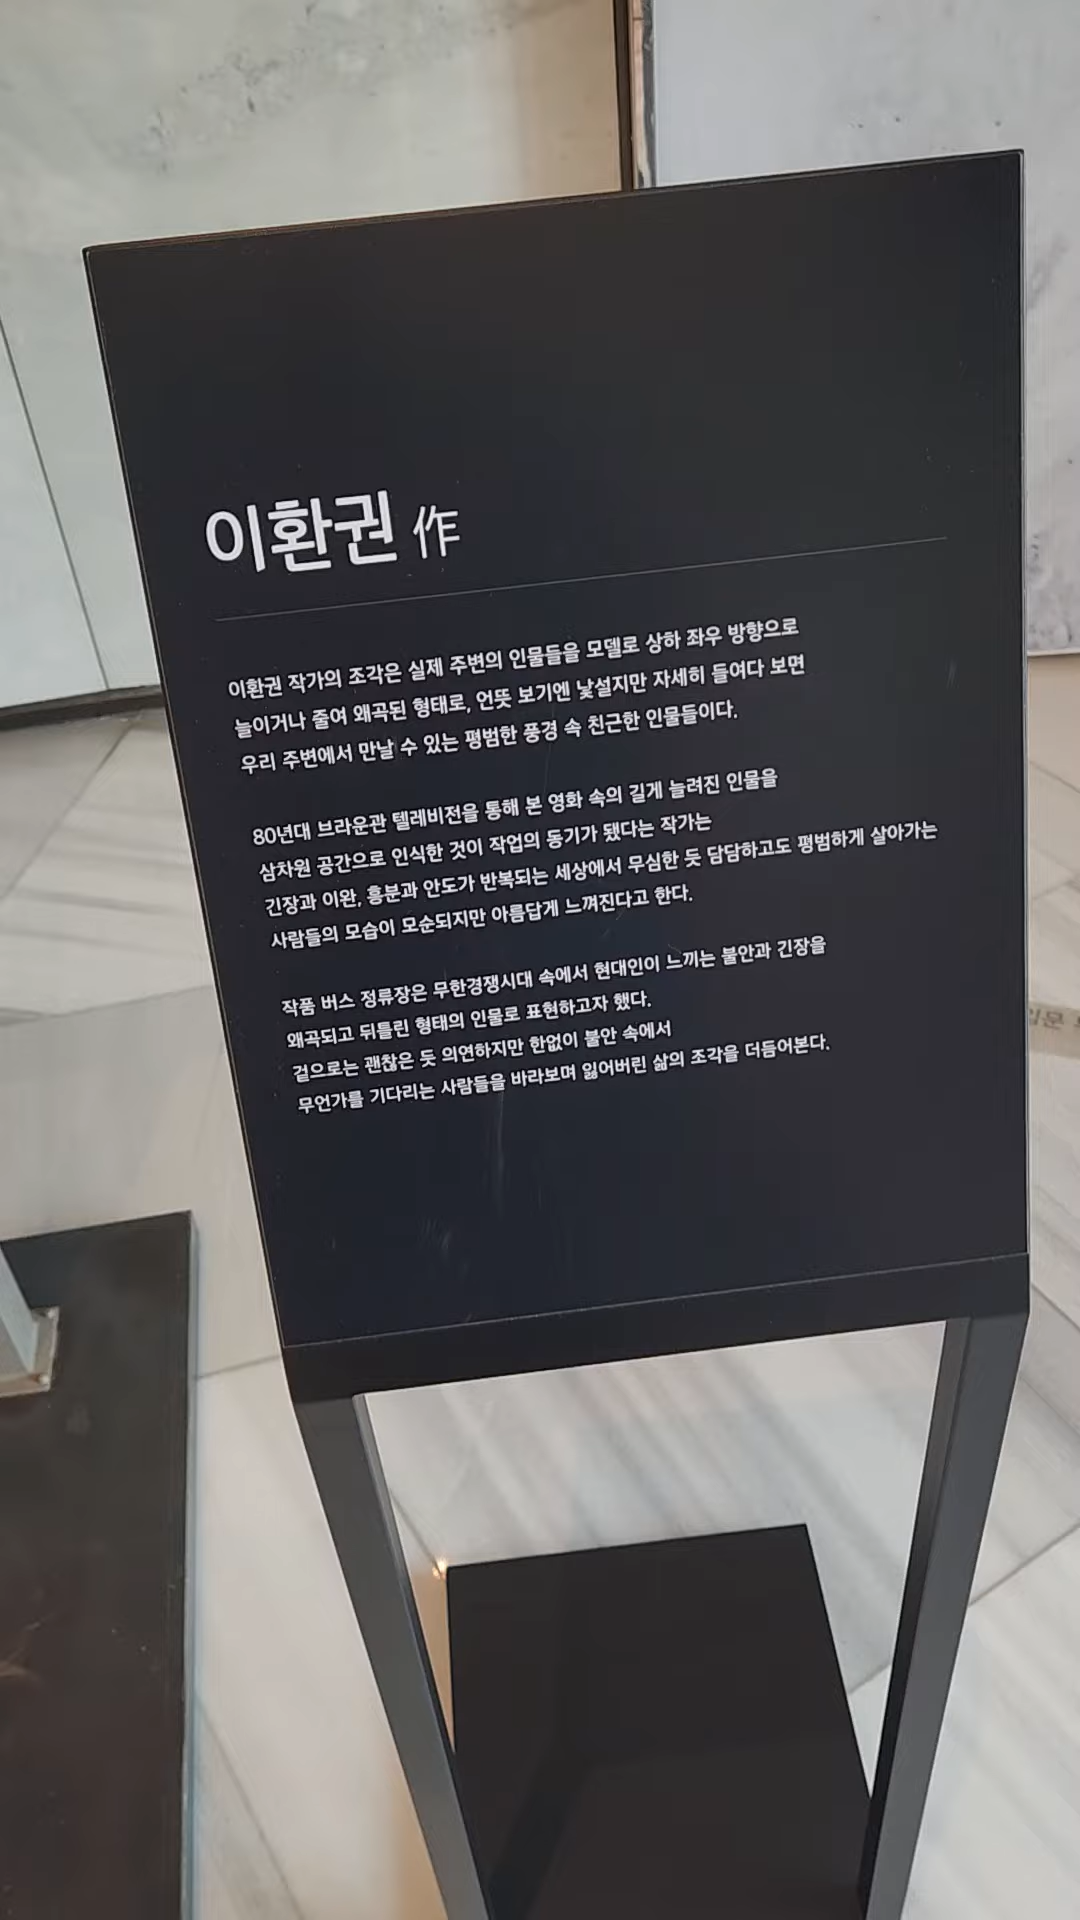 이환권 作
이환권 작가의 조각은 실제 주변의 인물들을 모델로 상하 좌우 방향으로
늘이거나 줄여 왜곡된 형태로, 언뜻 보기엔 낯설지만 자세히 들여다 보면
우리 주변에서 만날 수 있는 평범한 풍경 속 친근한 인물들이다.
80년대 브라운관 텔레비전을 통해 본 영화 속의 길게 늘려진 인물을
삼차원 공간으로 인식한 것이 작업의 동기가 됐다는 작가는
긴장과 이완, 흥분과 안도가 반복되는 세상에서 무심한 듯 담담하고도 평범하게 살아가는
사람들의 모습이 모순되지만 아름답게 느껴진다고 한다.
작품 버스 정류장은 무한경쟁시대 속에서 현대인이 느끼는 불안과 긴장을
왜곡되고 뒤틀린 형태의 인물로 표현하고자 했다.
겉으로는 괜찮은 듯 의연하지만 한없이 불안 속에서
무언가를 기다리는 사람들을 바라보며 잃어버린 삶의 조각을 더듬어본다.